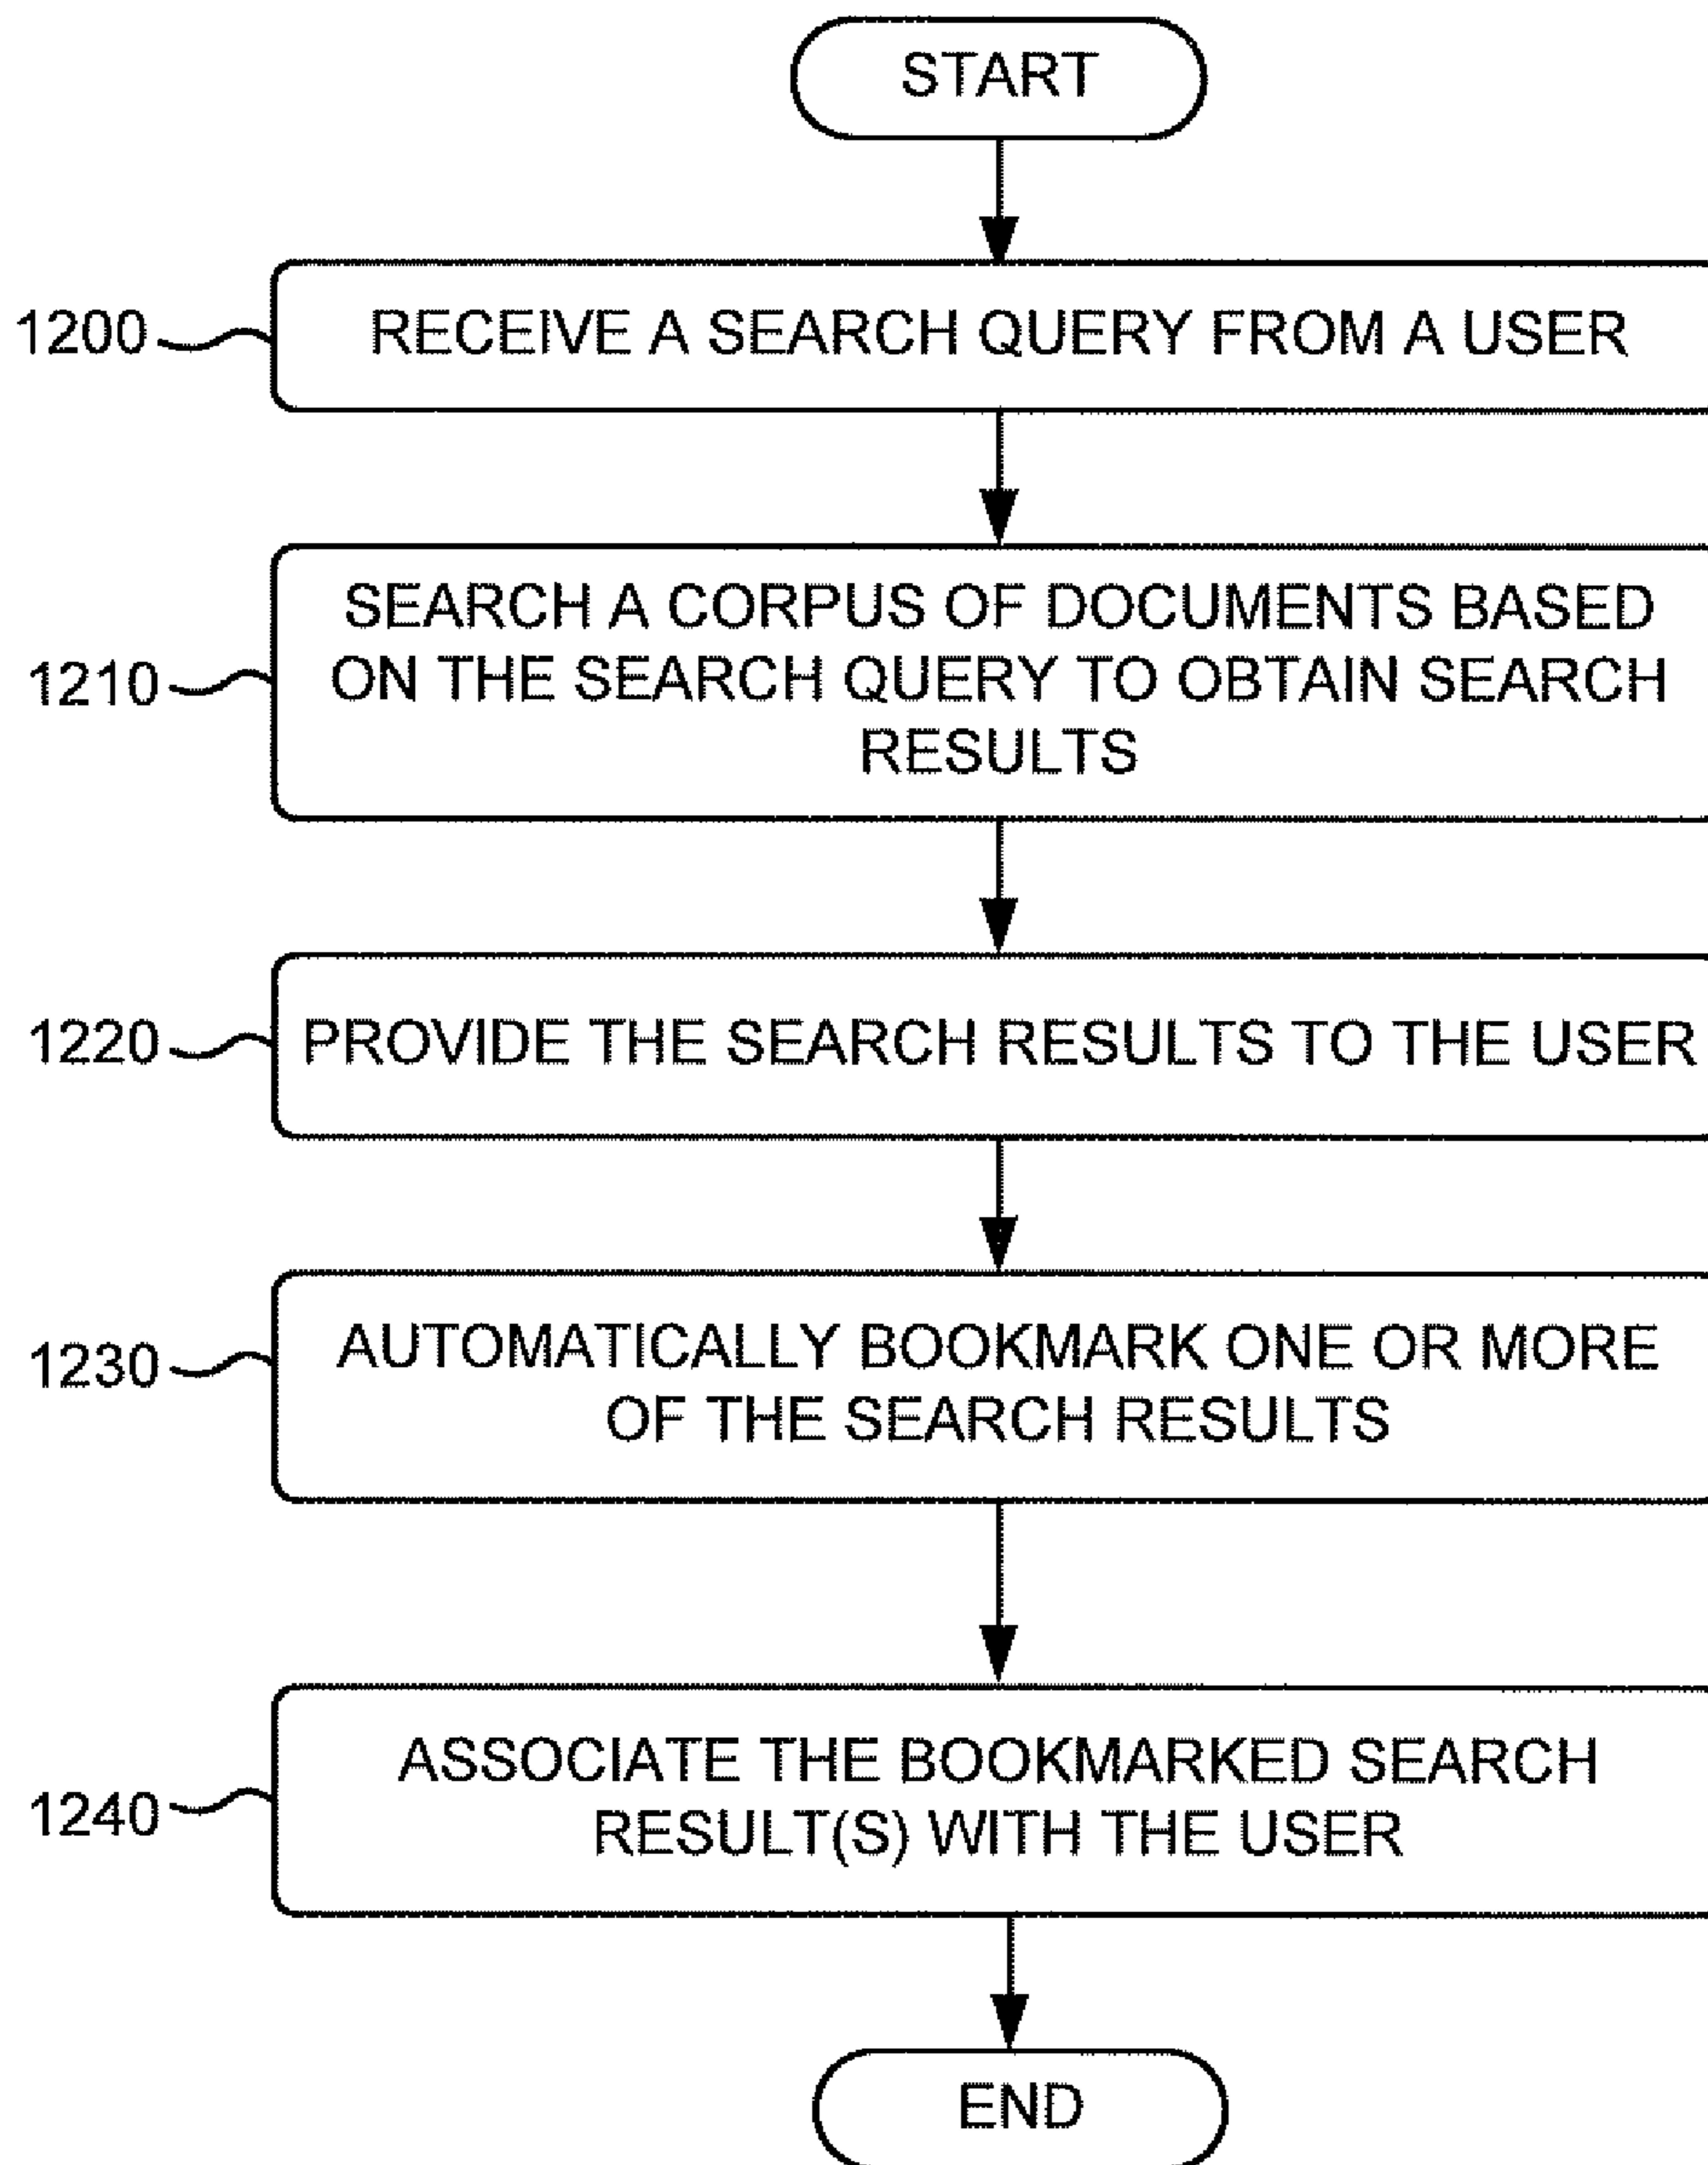 START
1200
RECEIVE A SEARCH QUERY FROM A USER
1210
SEARCH A CORPUS OF DOCUMENTS BASED
ON THE SEARCH QUERY TO OBTAIN SEARCH
RESULTS
1220
PROVIDE THE SEARCH RESULTS TO THE USER
1230
AUTOMATICALLY BOOKMARK ONE OR MORE
OF THE SEARCH RESULTS
1240
ASSOCIATE THE BOOKMARKED SEARCH
RESULT(S) WITH THE USER
END